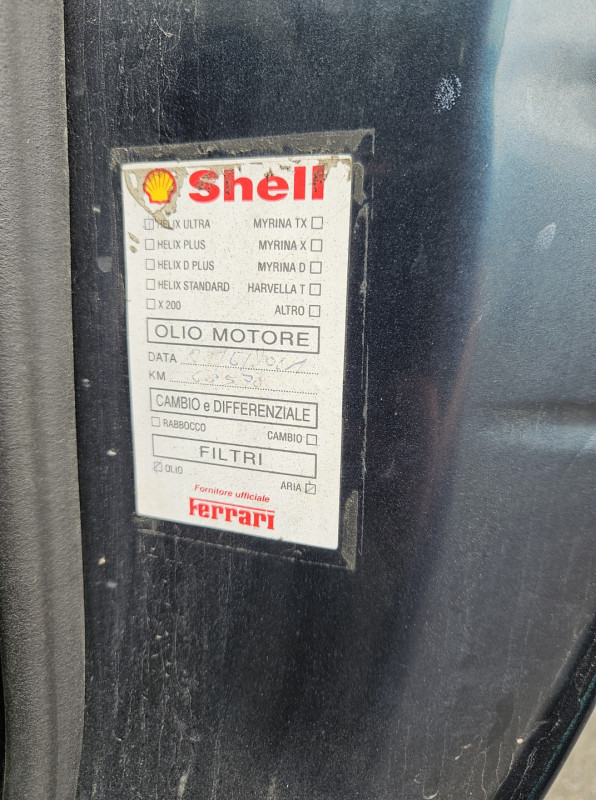 Shell
HELIX ULTRA MYRINA TX
HELIX PLUS MYRINA X
HELIX D PLUS MYRINA D
HELIX STANDARD HARVELLA T
X 200 ALTRO
OLIO MOTORE
DATA
KM
CAMBIO e DIFFERENZIALE
RABBOCCO CAMBIO
FILTRI
OLIO ARIA
Fornitore ufficiale
Ferrari